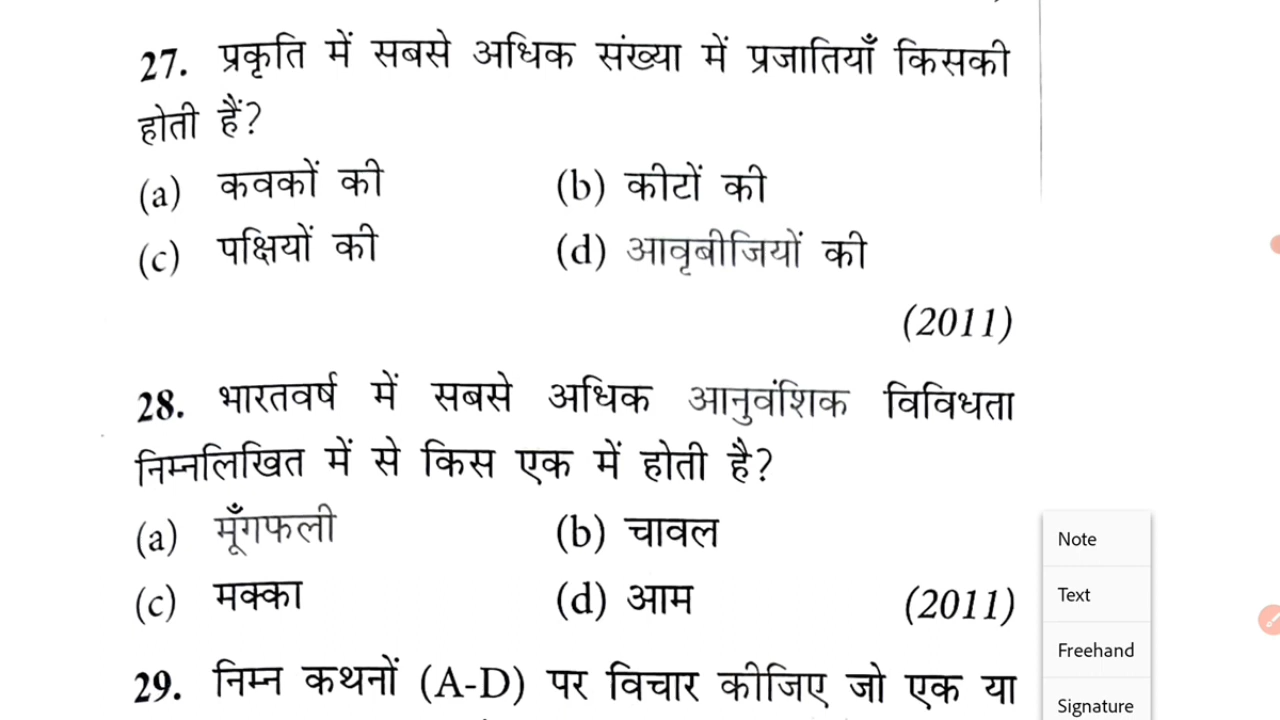 27. प्रकृति में सबसे अधिक संख्या में प्रजातियाँ किसकी
होती हैं?
(a) कवकों की (b) कीटों की
(c) पक्षियों की (d) आवृबीजियों की
(2011)
28. भारतवर्ष में सबसे अधिक आनुवंशिक विविधता
निम्नलिखित में से किस एक में होती है?
(a) मूँगफली (b) चावल
(c) मक्का (d) आम (2011)
29. निम्न कथनों (A-D) पर विचार कीजिए जो एक या
Note
Text
Freehand
Signature